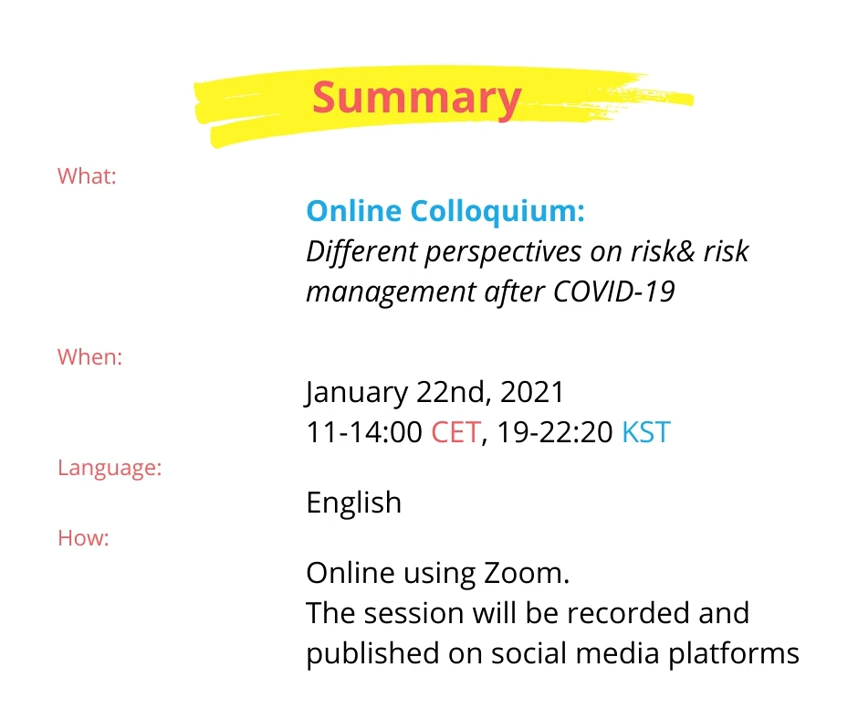 Summary
What:
Online Colloquium:
Different perspectives on risk& risk
management after COVID-19
When:
January 22nd, 2021
11-14:00 CET, 19-22:20 KST
Language:
English
How:
Online using Zoom.
The session will be recorded and
published on social media platforms